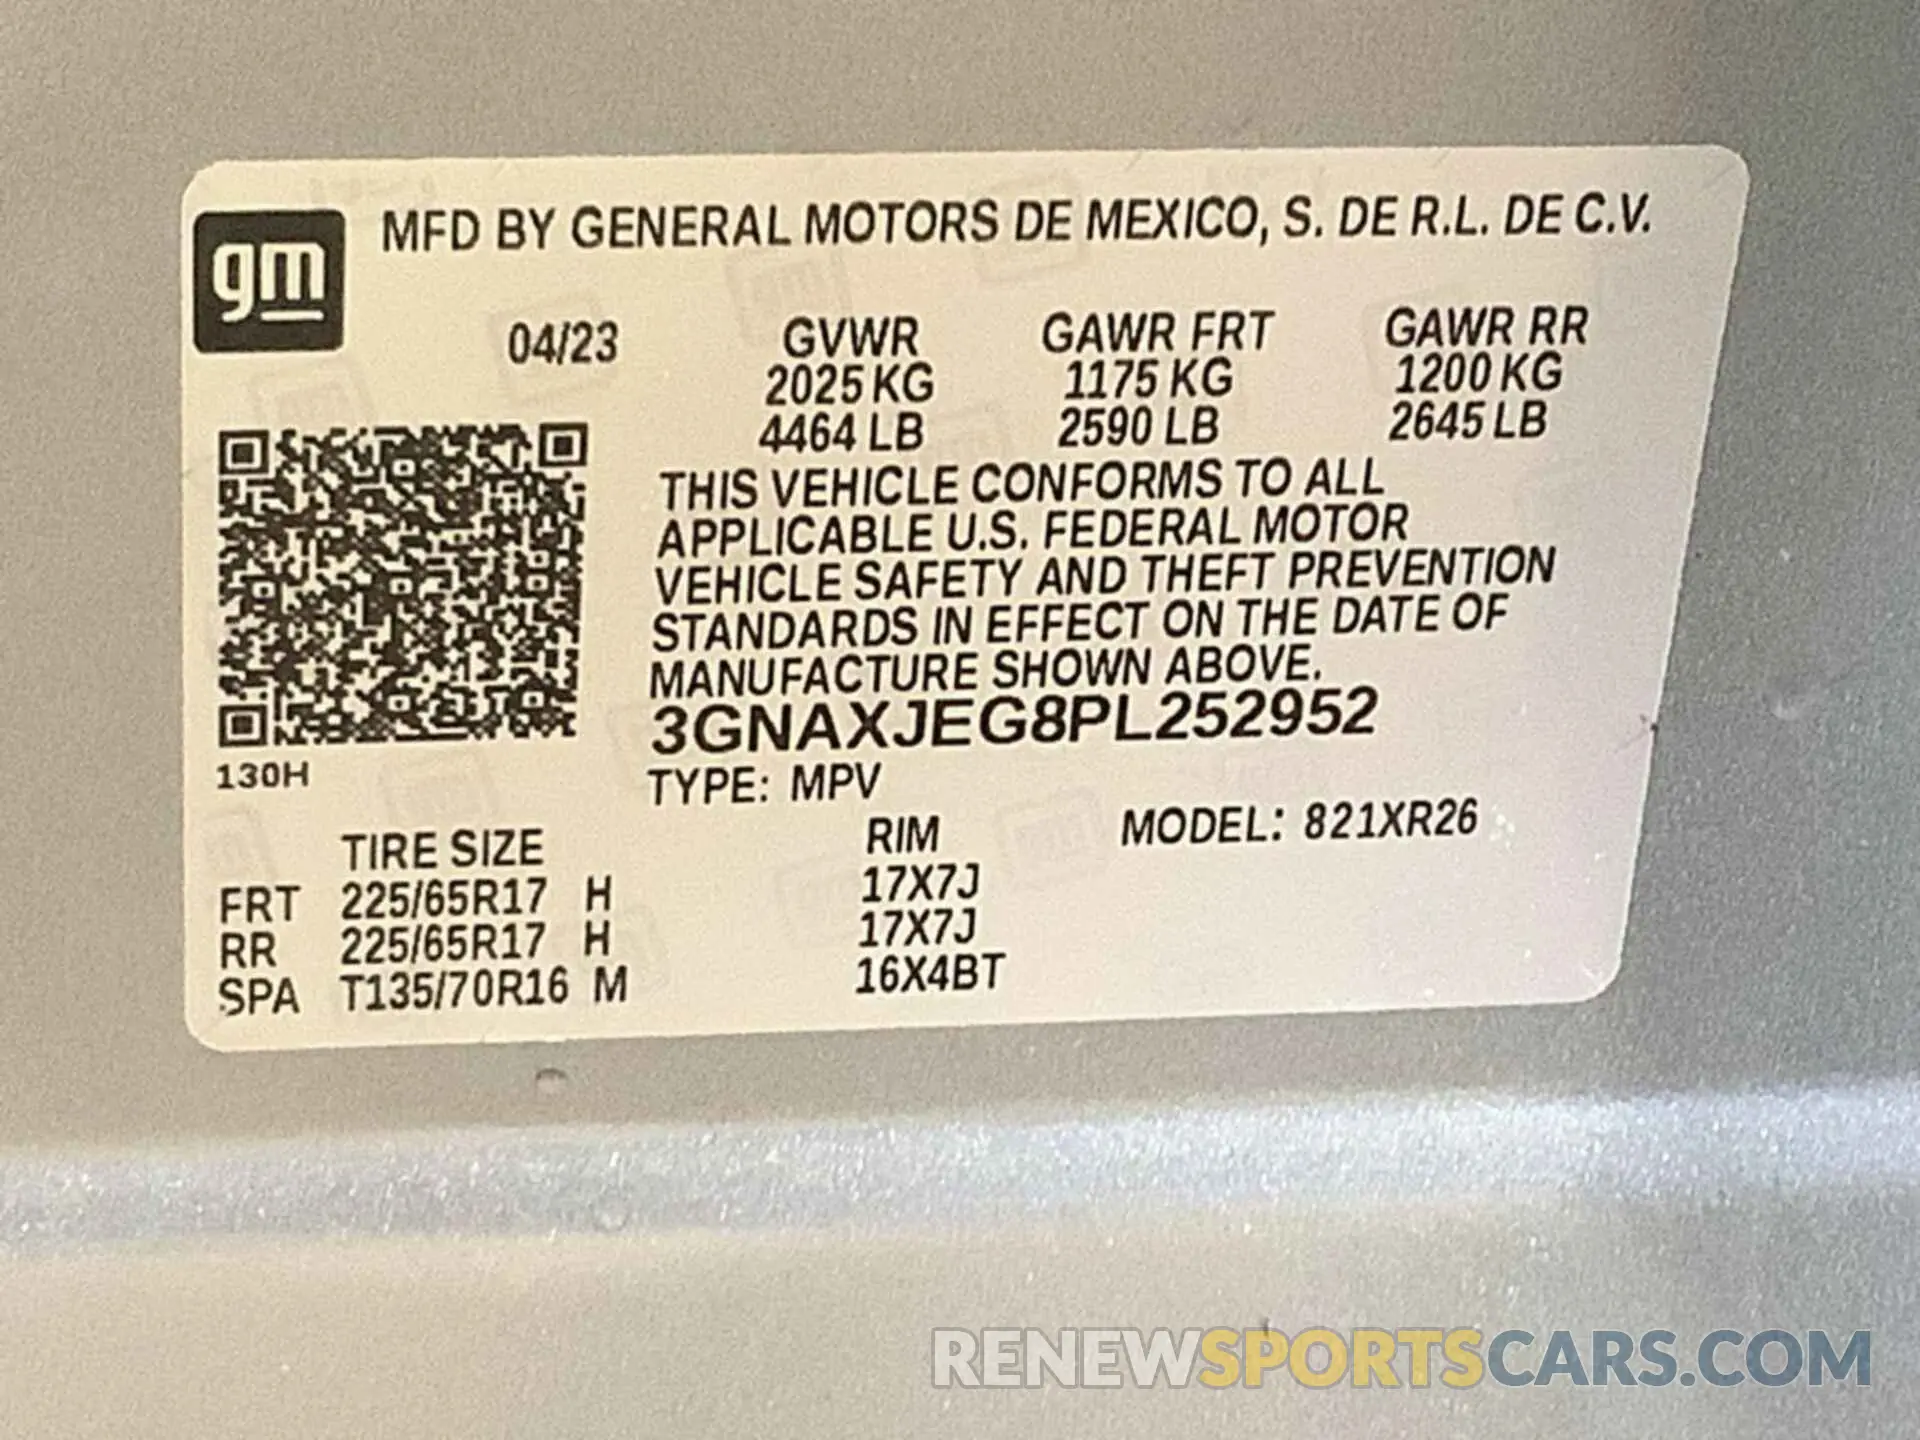 gm
MFD BY GENERAL MOTORS DE MEXICO, S. DE R.L. DE C.V.
04/23 GVWR GAWR FRT GAWR RR
2025 KG 1175 KG 1200 KG
4464 LB 2590 LB 2645 LB
THIS VEHICLE CONFORMS TO ALL
APPLICABLE U.S. FEDERAL MOTOR
VEHICLE SAFETY AND THEFT PREVENTION
STANDARDS IN EFFECT ON THE DATE OF
MANUFACTURE SHOWN ABOVE.
3GNAXJEG8PL252952
130H
TYPE: MPV
TIRE SIZE RIM MODEL: 821XR26
FRT 225/65R17 H 17X7J
RR 225/65R17 H 17X7J
SPA T135/70R16 M 16X4BT
RENEWSPORTSCARS.COM